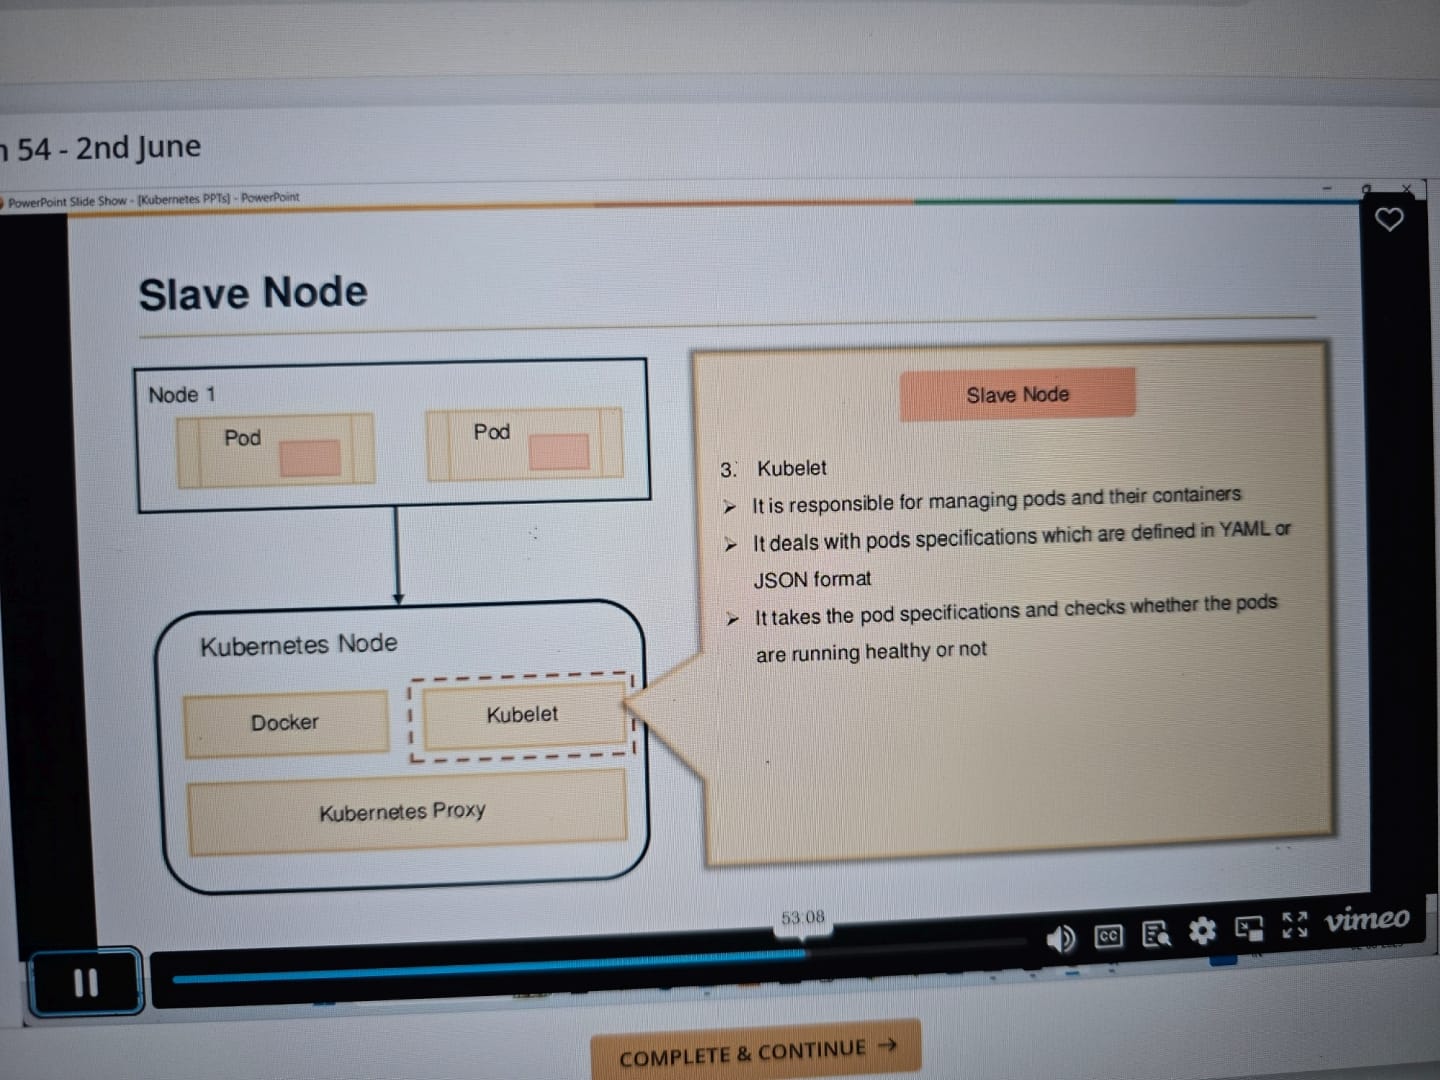 54 - 2nd June
PowerPoint Slide Show - [Kubernetes PPTs] - PowerPoint
Slave Node
Node 1
Pod
Pod
Kubernetes Node
Docker
Kubelet
Kubernetes Proxy
Slave Node
3. Kubelet
➢ It is responsible for managing pods and their containers
➢ It deals with pods specifications which are defined in YAML or
JSON format
➢ It takes the pod specifications and checks whether the pods
are running healthy or not
53:08
CC
vimeo
COMPLETE & CONTINUE →